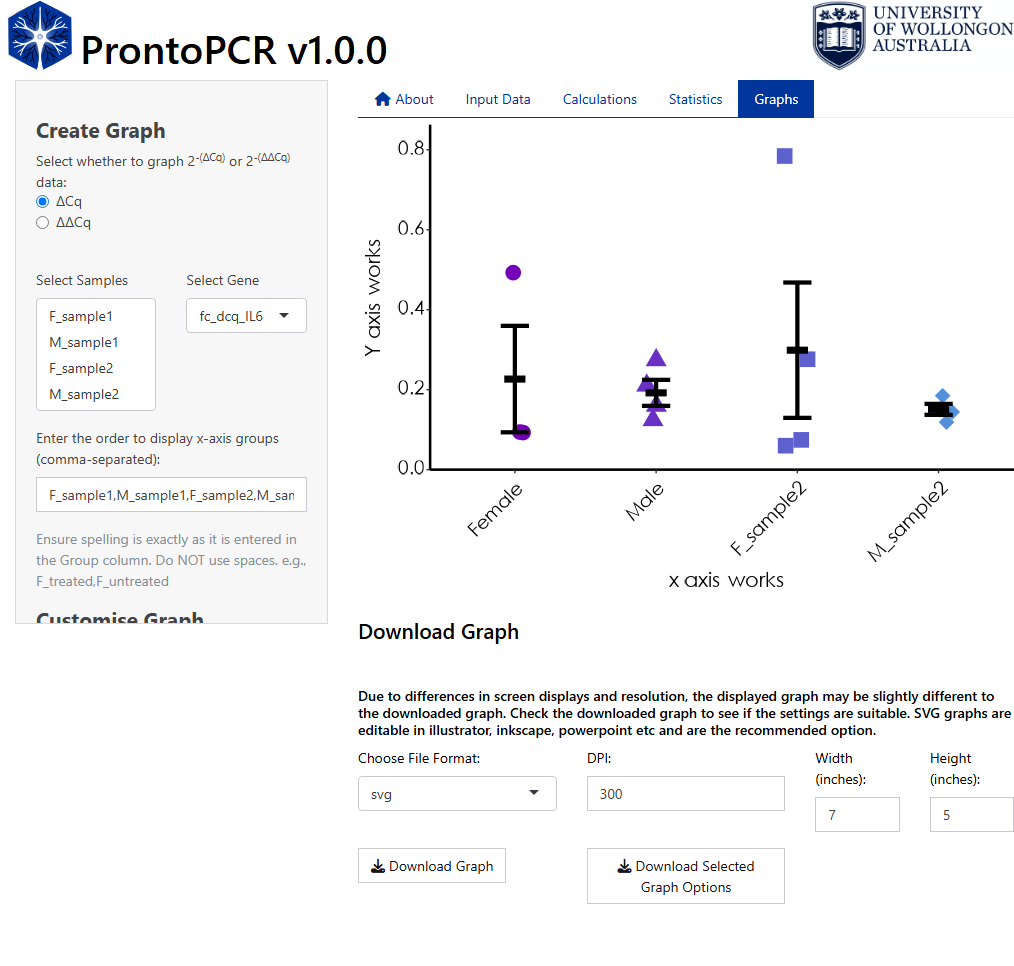 ProntoPCR v1.0.0
UNIVERSITY
OF WOLLONGONG
AUSTRALIA
About
Input Data
Calculations
Statistics
Graphs
Create Graph
Select whether to graph 2-(ΔCq) or 2-(ΔΔCq)
data:
ΔCq
ΔΔCq
Select Samples
F_sample1
M_sample1
F_sample2
M_sample2
Select Gene
fc_dcq_IL6
Enter the order to display x-axis groups
(comma-separated):
F_sample1,M_sample1,F_sample2,M_sam
Ensure spelling is exactly as it is entered in
the Group column. Do NOT use spaces. e.g.,
F_treated,F_untreated
Customise Graph
Y axis works
0.8
0.6
0.4
0.2
0.0
Female
Male
F_sample2
M_sample2
x axis works
Download Graph
Due to differences in screen displays and resolution, the displayed graph may be slightly different to
the downloaded graph. Check the downloaded graph to see if the settings are suitable. SVG graphs are
editable in illustrator, inkscape, powerpoint etc and are the recommended option.
Choose File Format:
svg
DPI:
300
Width
(inches):
7
Height
(inches):
5
Download Graph
Download Selected
Graph Options